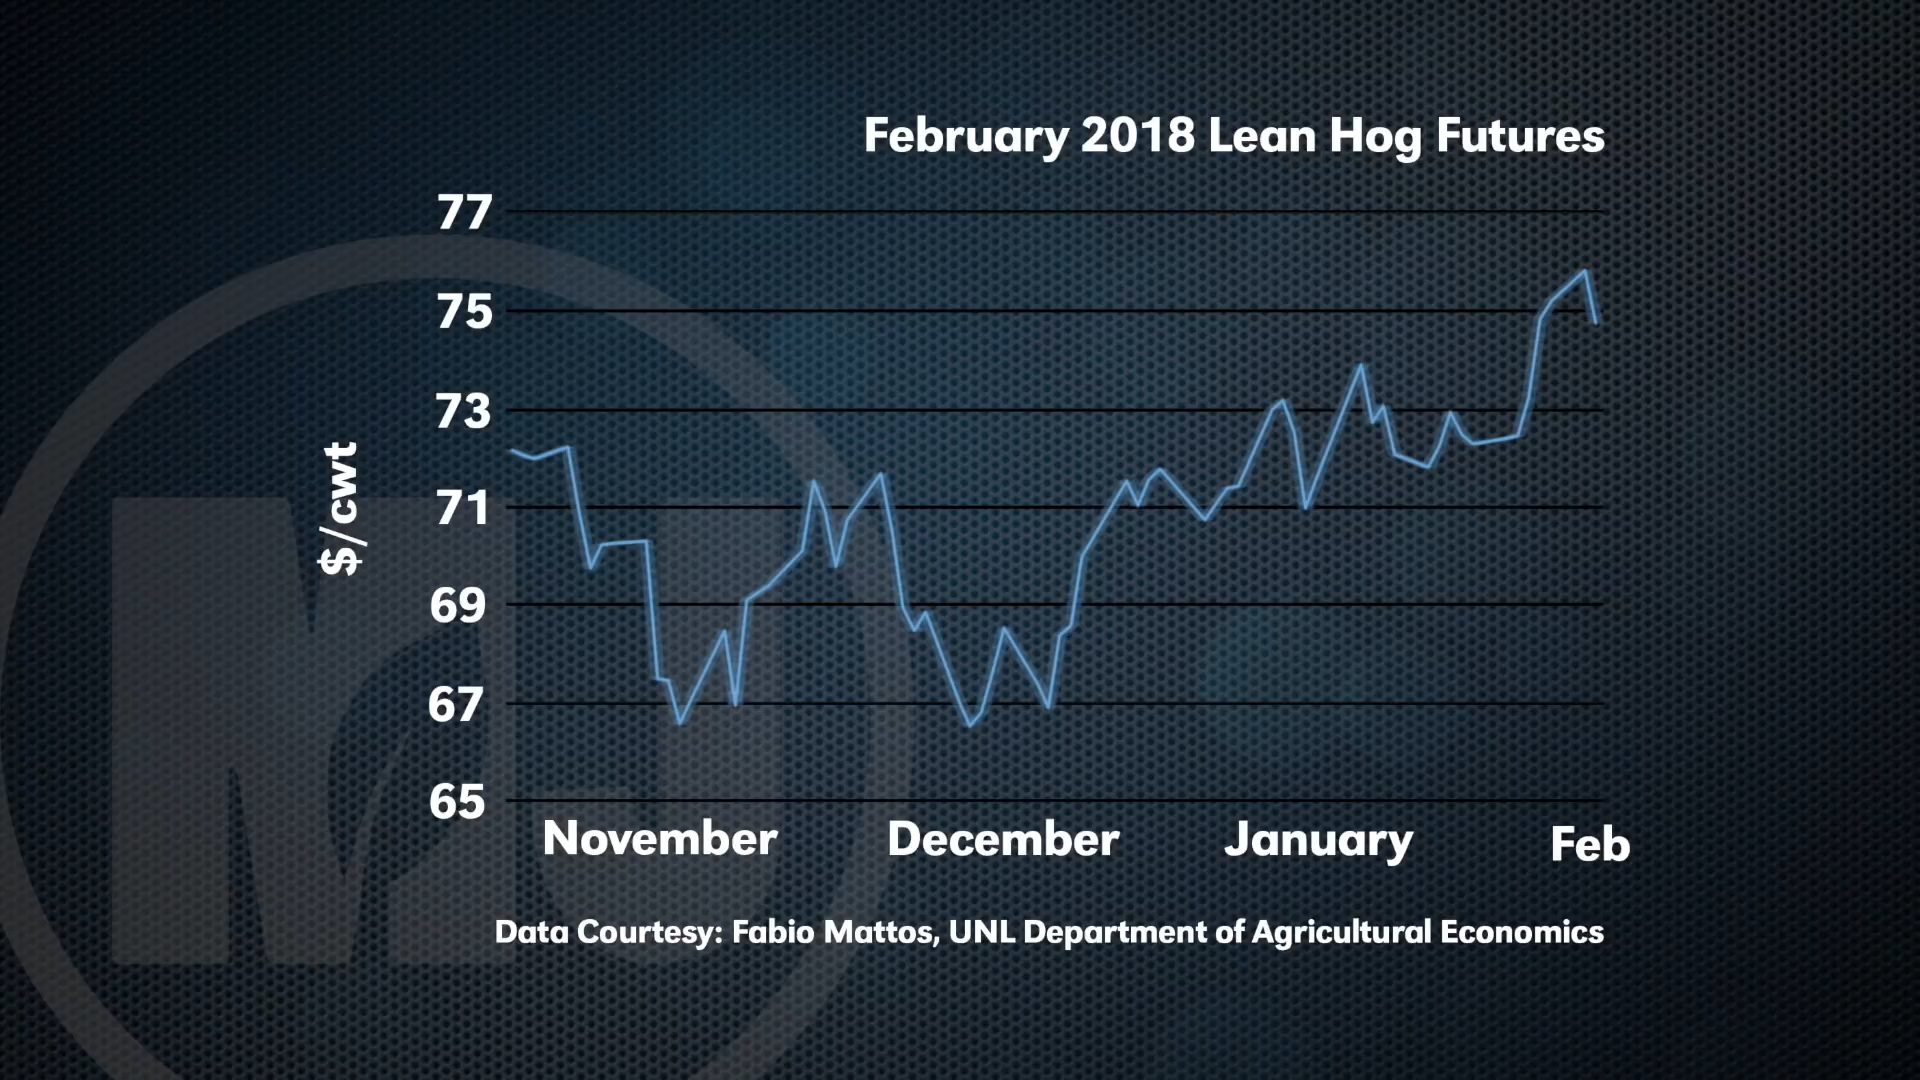 February 2018 Lean Hog Futures
77
75
73
71
69
67
65
$/cwt
November December January Feb
Data Courtesy: Fabio Mattos, UNL Department of Agricultural Economics
MJ